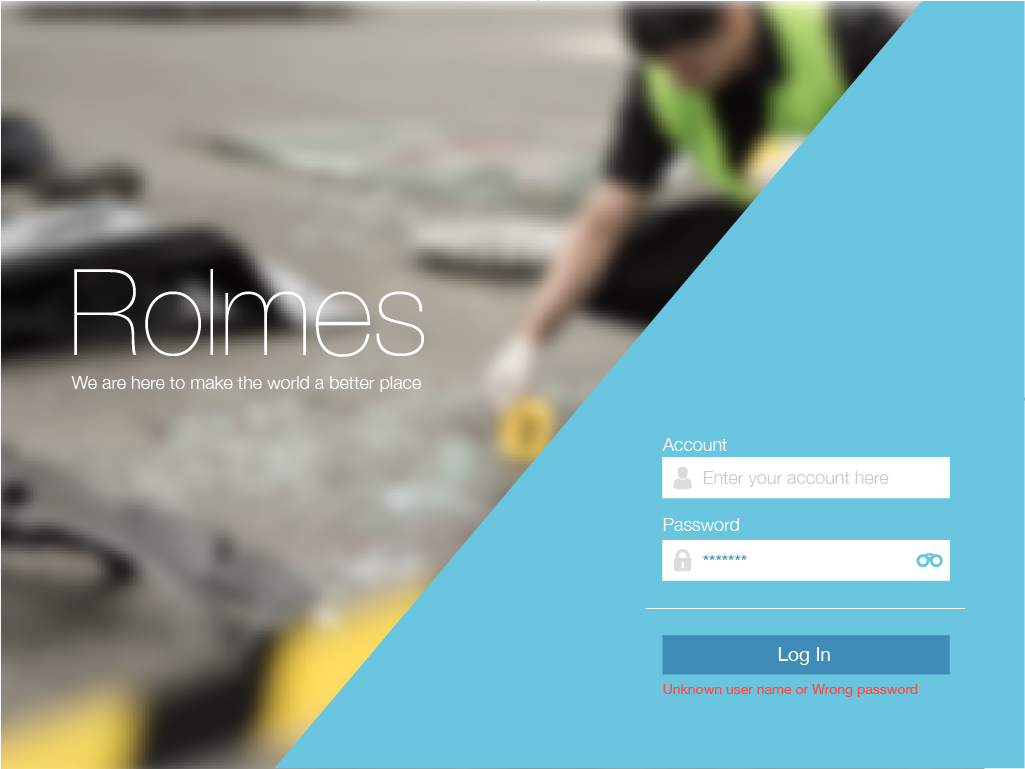 Rolmes
We are here to make the world a better place
Account
Enter your account here
Password
*******
Log In
Unknown user name or Wrong password